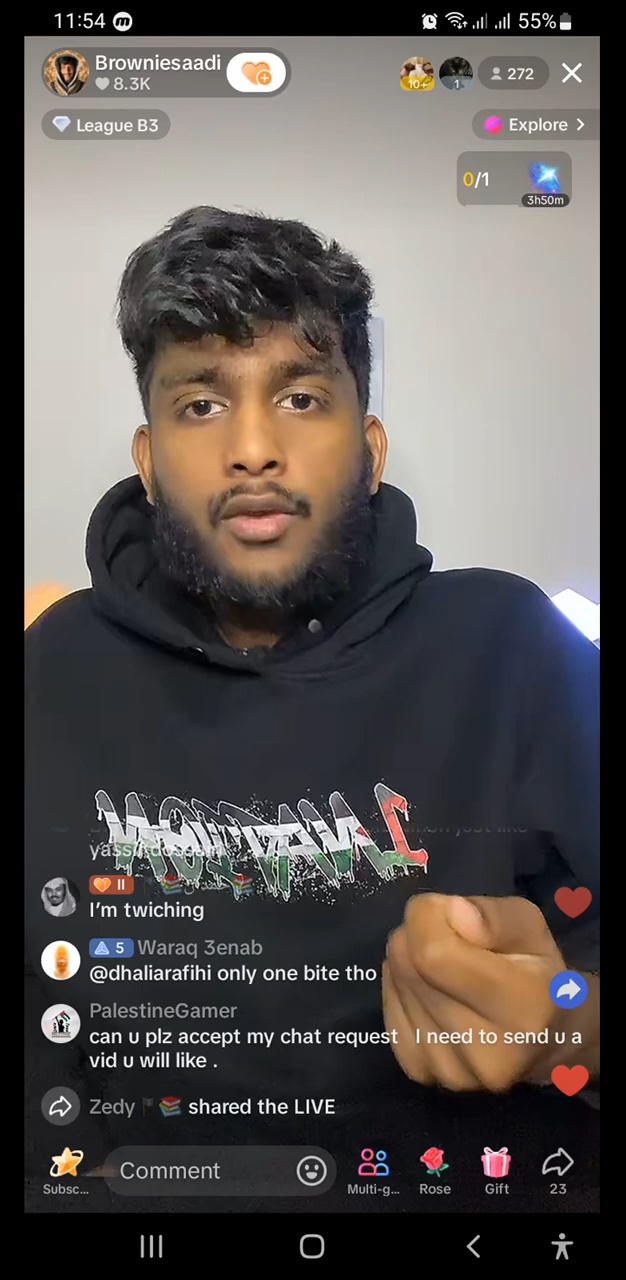 11:54
55%
Browniesaadi
8.3K
10+
1
272
League B3
Explore
0/1
3h50m
II
I'm twiching
5 Waraq 3enab
@dhaliarafihi only one bite tho
PalestineGamer
can u plz accept my chat request I need to send u a
vid u will like .
Zedy shared the LIVE
Comment
Subsc...
Multi-g...
Rose
Gift
23